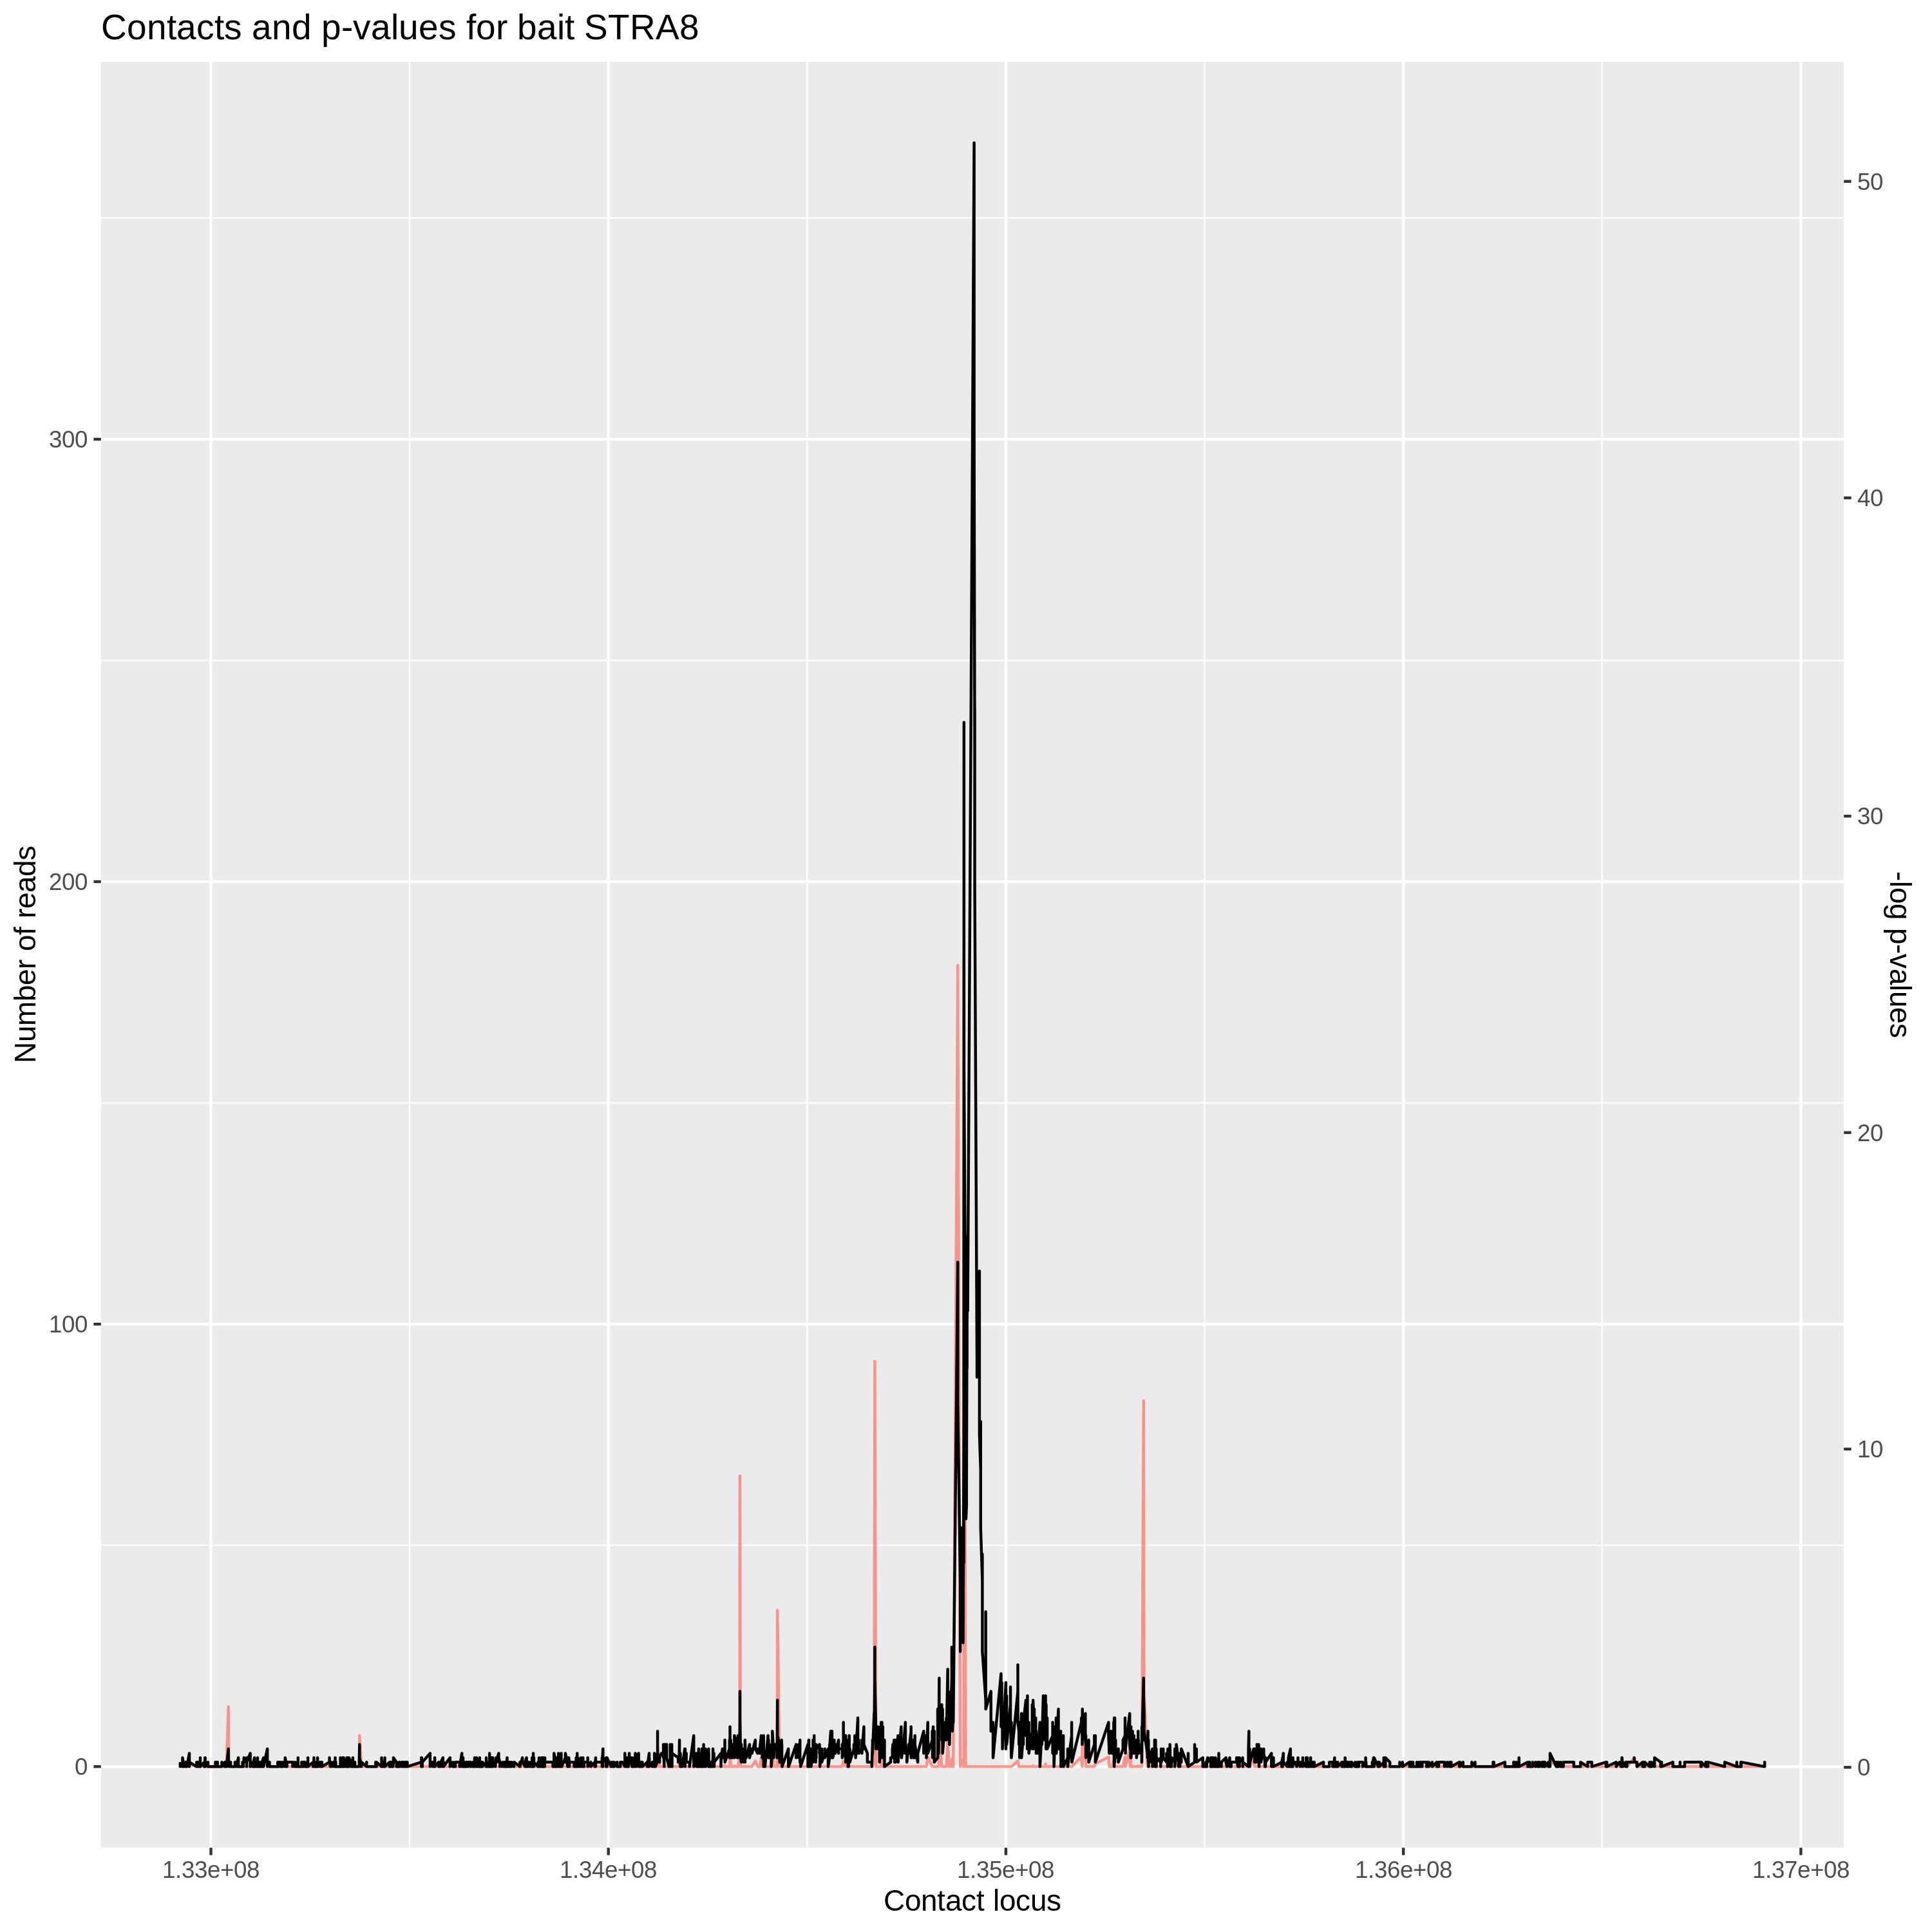 Contacts and p-values for bait STRA8
Number of reads
300
200
100
0
50
40
30
20
10
0
-log p-values
1.33e+08 1.34e+08 1.35e+08 1.36e+08 1.37e+08
Contact locus